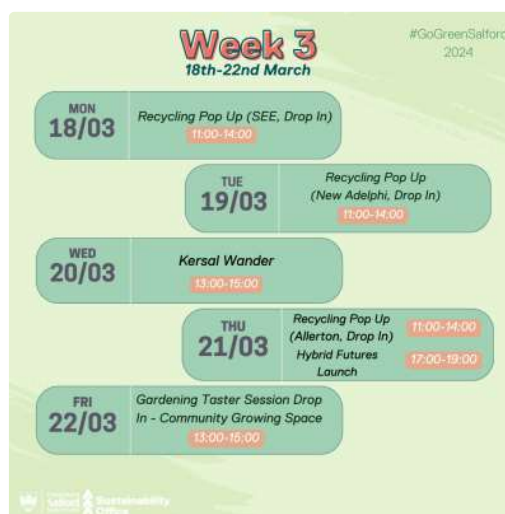 Week 3
18th-22nd March
#GoGreenSalford
2024
MON
18/03
Recycling Pop Up (SEE, Drop In)
11:00-14:00
TUE
19/03
Recycling Pop Up
(New Adelphi, Drop In)
11:00-14:00
WED
20/03
Kersal Wander
13:00-15:00
THU
21/03
Recycling Pop Up
(Allerton, Drop In)
11:00-14:00
Hybrid Futures
Launch
17:00-19:00
FRI
22/03
Gardening Taster Session Drop
In - Community Growing Space
13:00-15:00
Salford
Sustainability
Office